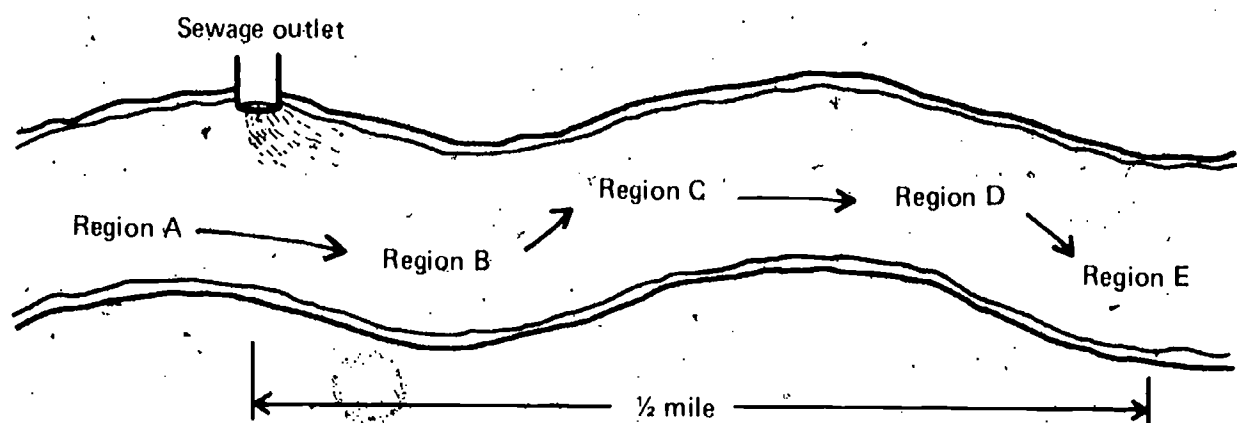 Sewage outlet
Region A
Region B
Region C
Region D
Region E
½ mile